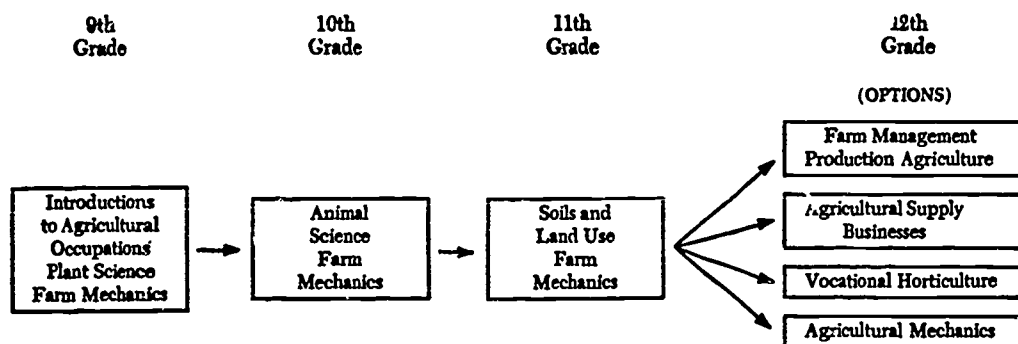 9th
Grade
10th
Grade
11th
Grade
12th
Grade
(OPTIONS)
Introductions
to Agricultural
Occupations
Plant Science
Farm Mechanics
Animal
Science
Farm
Mechanics
Soils and
Land Use
Farm
Mechanics
Farm Management
Production Agriculture
Agricultural Supply
Businesses
Vocational Horticulture
Agricultural Mechanics